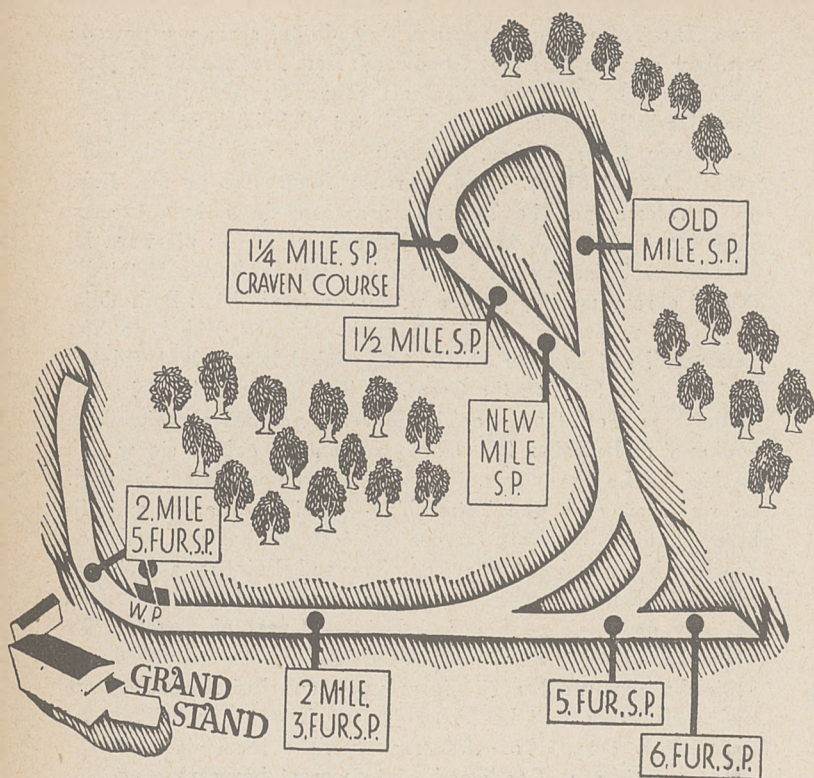 1¼ MILE. S P.
CRAVEN COURSE
OLD
MILE, S.P.
1½ MILE, S.P.
NEW
MILE
S.P.
2. MILE
5, FUR, S.P.
W. P.
GRAND
STAND
2 MILE,
3, FUR, S.P.
5, FUR, S.P.
6, FUR, S.P.